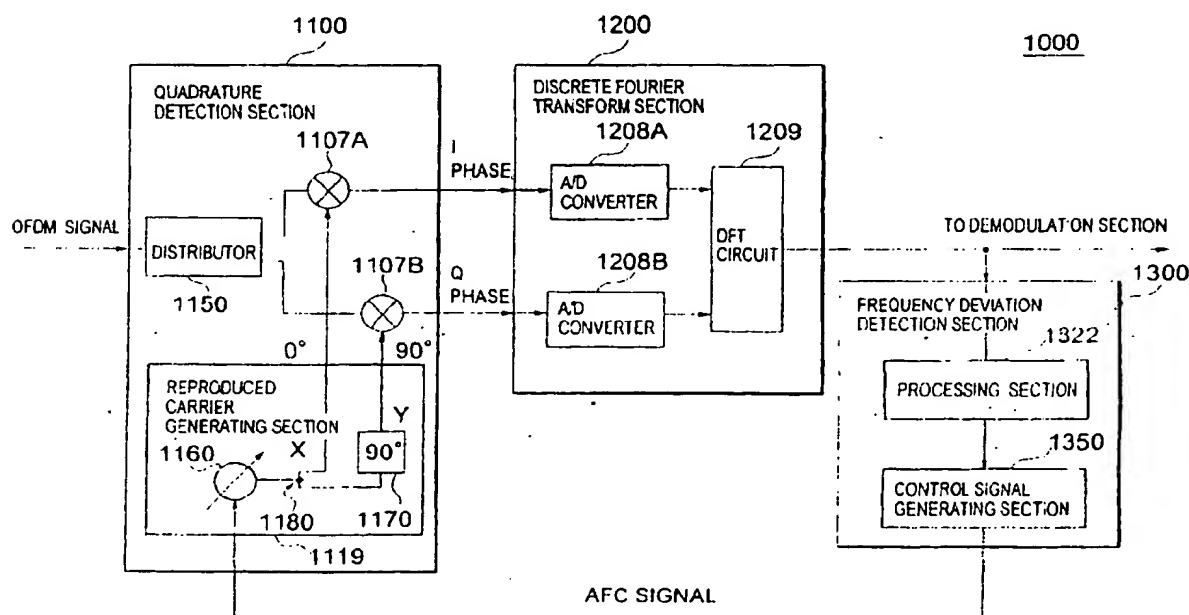 1100
1200
1000
QUADRATURE
DETECTION SECTION
DISCRETE FOURIER
TRANSFORM SECTION
1107A
I
PHASE
1208A
1209
A/D
CONVERTER
OFDM SIGNAL
DISTRIBUTOR
1150
1107B
Q
PHASE
1208B
A/D
CONVERTER
DFT
CIRCUIT
TO DEMODULATION SECTION
1300
FREQUENCY DEVIATION
DETECTION SECTION
1322
PROCESSING SECTION
1350
CONTROL SIGNAL
GENERATING SECTION
0°
90°
REPRODUCED
CARRIER
GENERATING SECTION
1160
X
Y
90°
1180
1170
1119
AFC SIGNAL